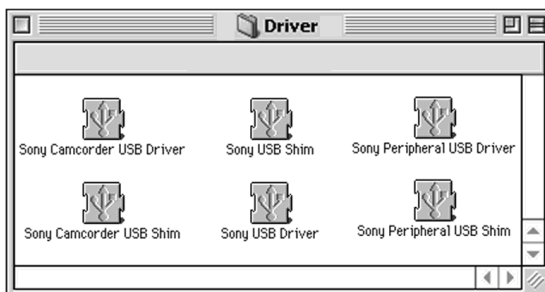 Driver
Sony Camcorder USB Driver
Sony USB Shim
Sony Peripheral USB Driver
Sony Camcorder USB Shim
Sony USB Driver
Sony Peripheral USB Shim